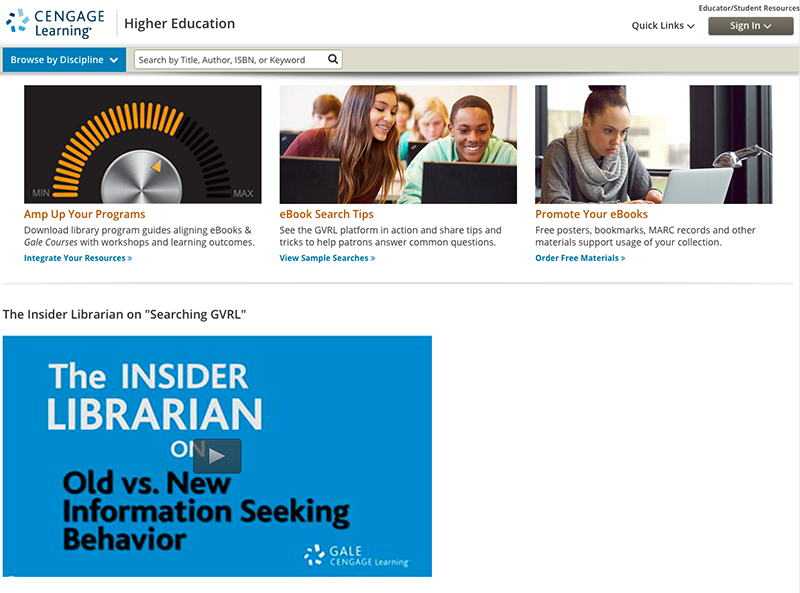 Educator/Student Resources
CENGAGE
Learning™
Higher Education
Quick Links
Sign In
Browse by Discipline
Search by Title, Author, ISBN, or Keyword
MIN
MAX
Amp Up Your Programs
Download library program guides aligning eBooks &
Gale Courses with workshops and learning outcomes.
Integrate Your Resources »
eBook Search Tips
See the GVRL platform in action and share tips and
tricks to help patrons answer common questions.
View Sample Searches »
Promote Your eBooks
Free posters, bookmarks, MARC records and other
materials support usage of your collection.
Order Free Materials »
The Insider Librarian on "Searching GVRL"
The INSIDER
LIBRARIAN
ON
Old vs. New
Information Seeking
Behavior
GALE
CENGAGE Learning™